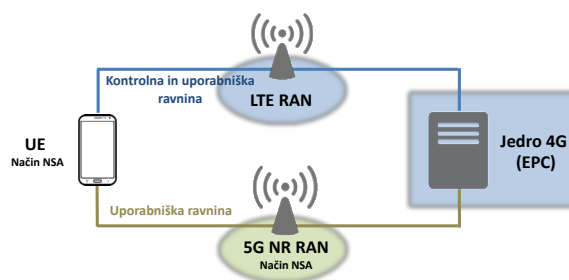 Kontrolna in uporabniška
ravnina
LTE RAN
UE
Način NSA
Jedro 4G
(EPC)
Uporabniška ravnina
5G NR RAN
Način NSA